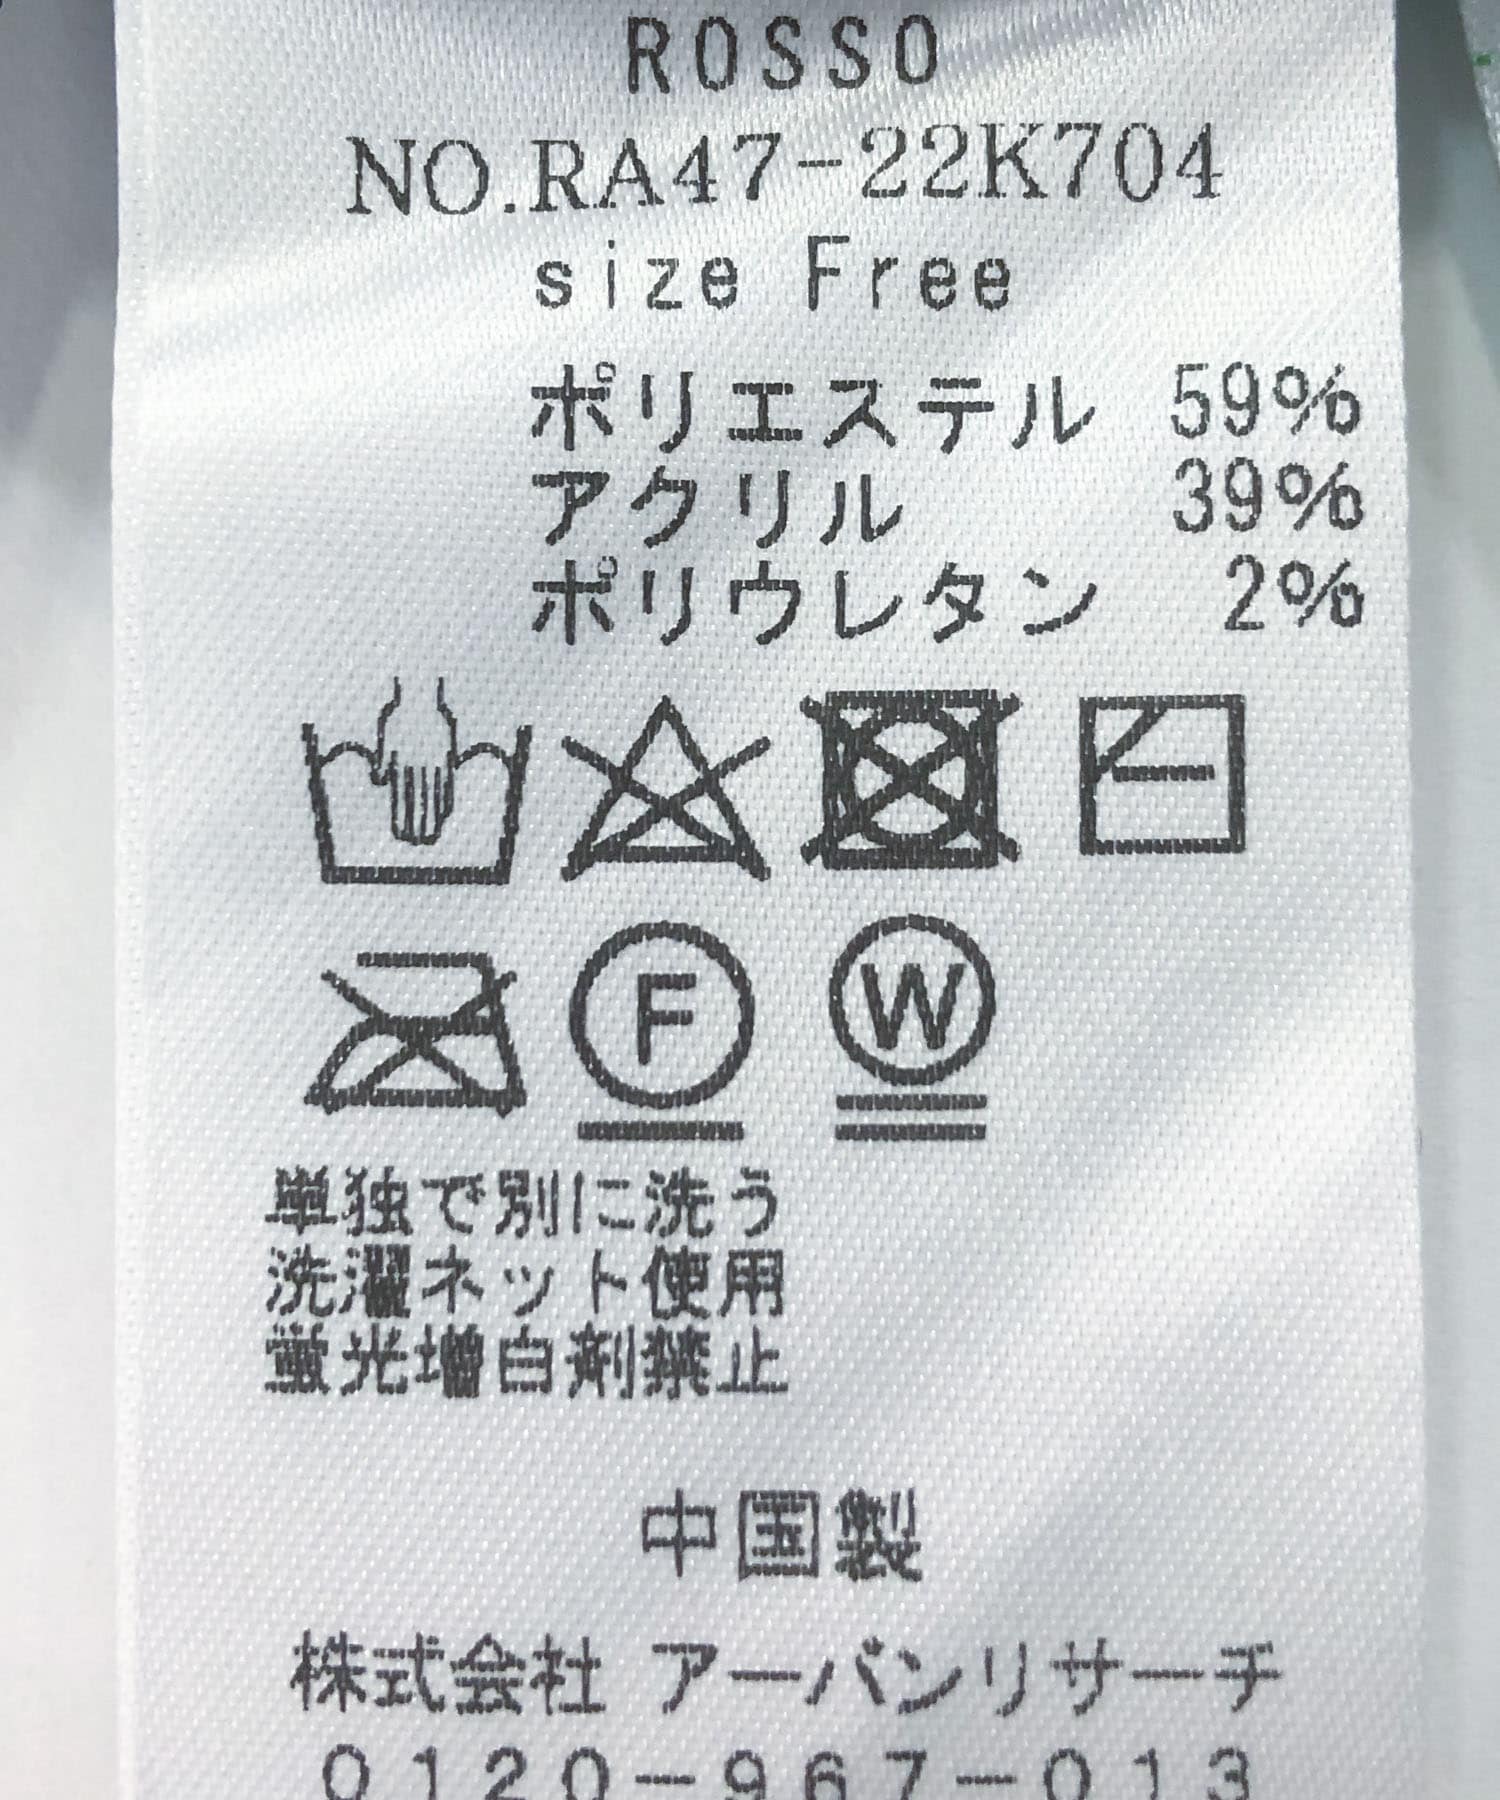 ROSSO
NO.RA47-22K704
size Free
ポリエステル 59%
アクリル 39%
ポリウレタン 2%
F
W
単独で別に洗う
洗濯ネット使用
蛍光増白剤禁止
中国製
株式会社 アーバンリサーチ
0120-967-013